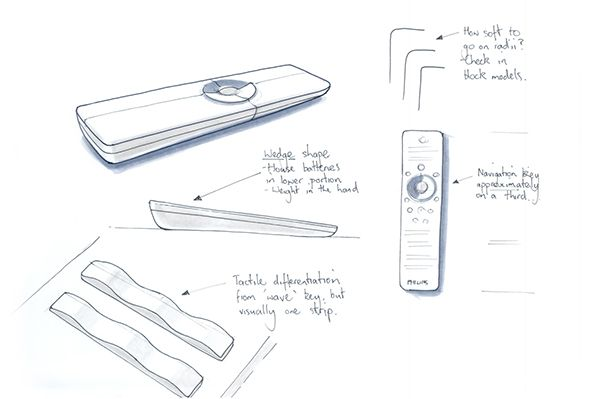 How soft to
go on radii?
-Check in
block models.
Wedge shape
- House batteries
in lower portion
- Weight in the hand
Navigation key
approximately
on a third.
PHILIPS
Tactile differentiation
from 'wave' key, but
visually one strip.